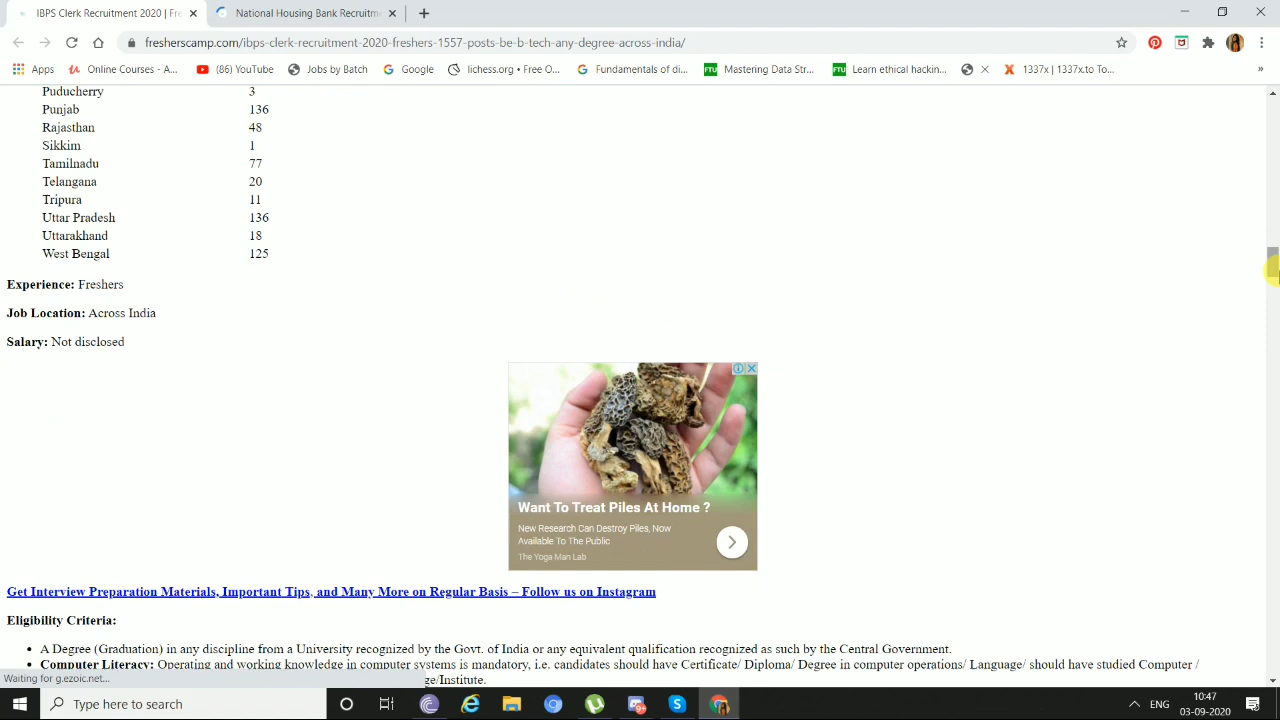 IBPS Clerk Recruitment 2020 | Fre
National Housing Bank Recruitm
fresherscamp.com/ibps-clerk-recruitment-2020-freshers-1557-posts-be-b-tech-any-degree-across-india/
Apps
Online Courses - A...
(86) YouTube
Jobs by Batch
Google
lichess.org • Free O...
Fundamentals of di...
FTU Mastering Data Str...
FTU Learn ethical hackin...
1337x | 1337x.to To...
»
Puducherry 3
Punjab 136
Rajasthan 48
Sikkim 1
Tamilnadu 77
Telangana 20
Tripura 11
Uttar Pradesh 136
Uttarakhand 18
West Bengal 125
Experience: Freshers
Job Location: Across India
Salary: Not disclosed
Want To Treat Piles At Home ?
New Research Can Destroy Piles, Now
Available To The Public
The Yoga Man Lab
Get Interview Preparation Materials, Important Tips, and Many More on Regular Basis – Follow us on Instagram
Eligibility Criteria:
• A Degree (Graduation) in any discipline from a University recognized by the Govt. of India or any equivalent qualification recognized as such by the Central Government.
• Computer Literacy: Operating and working knowledge in computer systems is mandatory, i.e. candidates should have Certificate/ Diploma/ Degree in computer operations/ Language/ should have studied Computer /
ge/Institute.
Waiting for g.ezoic.net...
Type here to search
ENG
10:47
03-09-2020